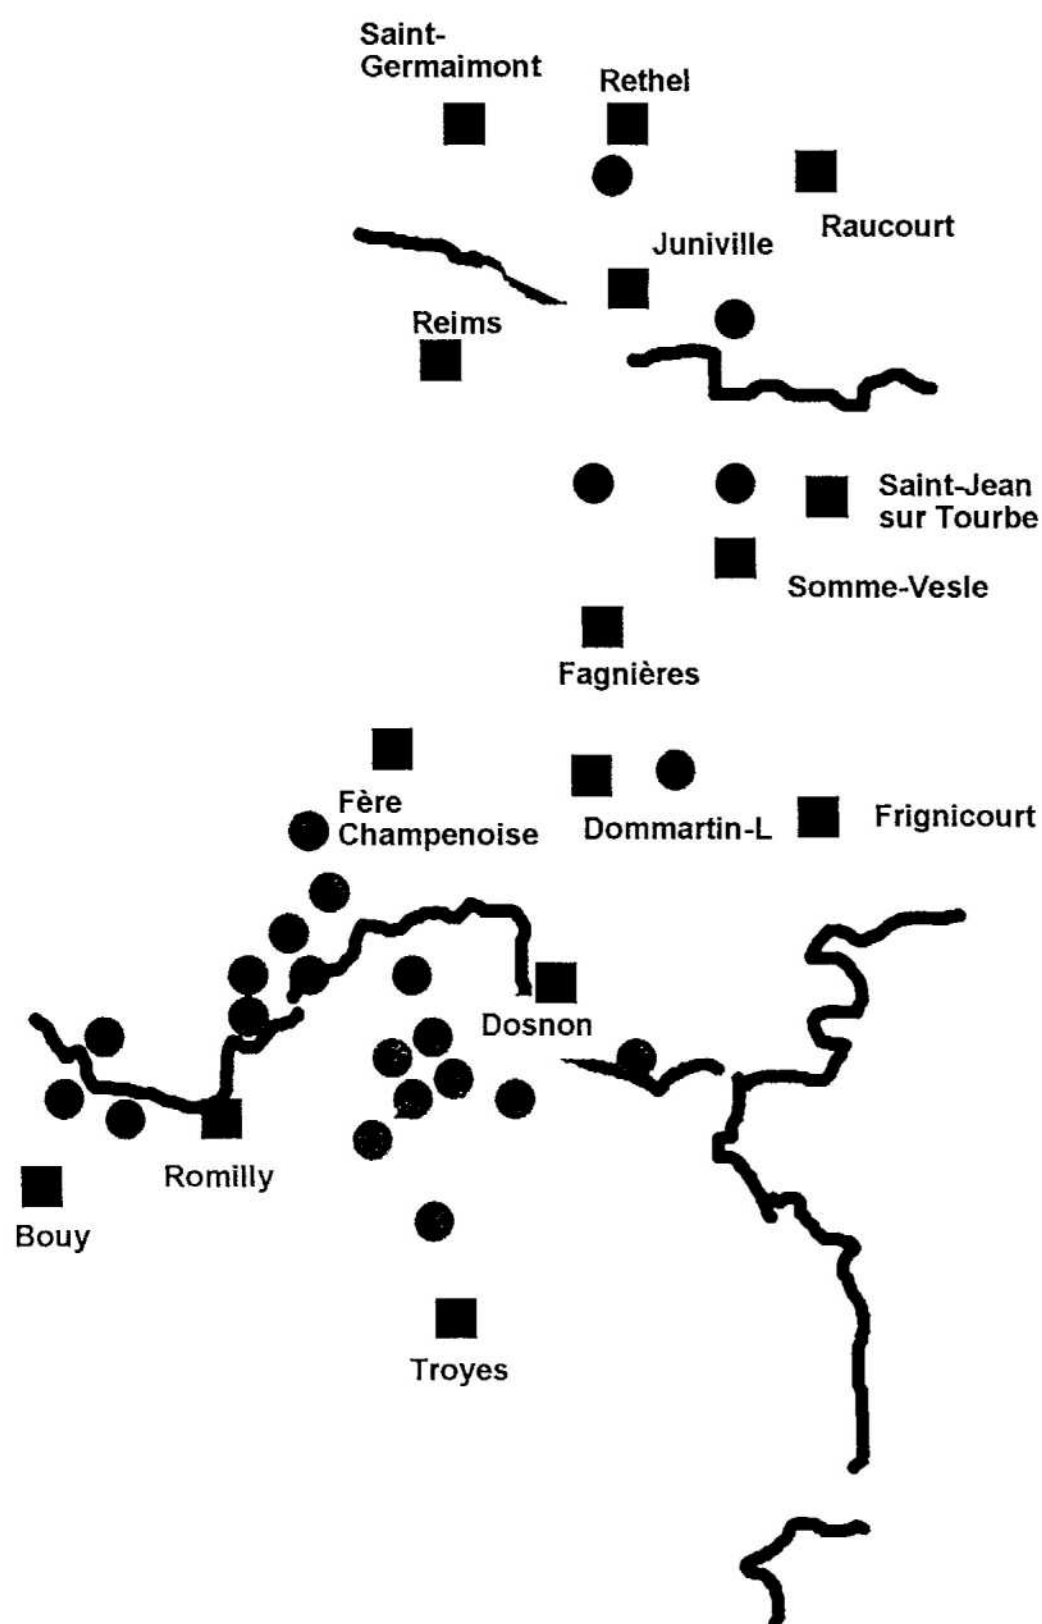 Saint-
Germaimont
Rethel
Raucourt
Juniville
Reims
Saint-Jean
sur Tourbe
Somme-Vesle
Fagnières
Fère
Champenoise
Dommartin-L
Frignicourt
Dosnon
Romilly
Bouy
Troyes